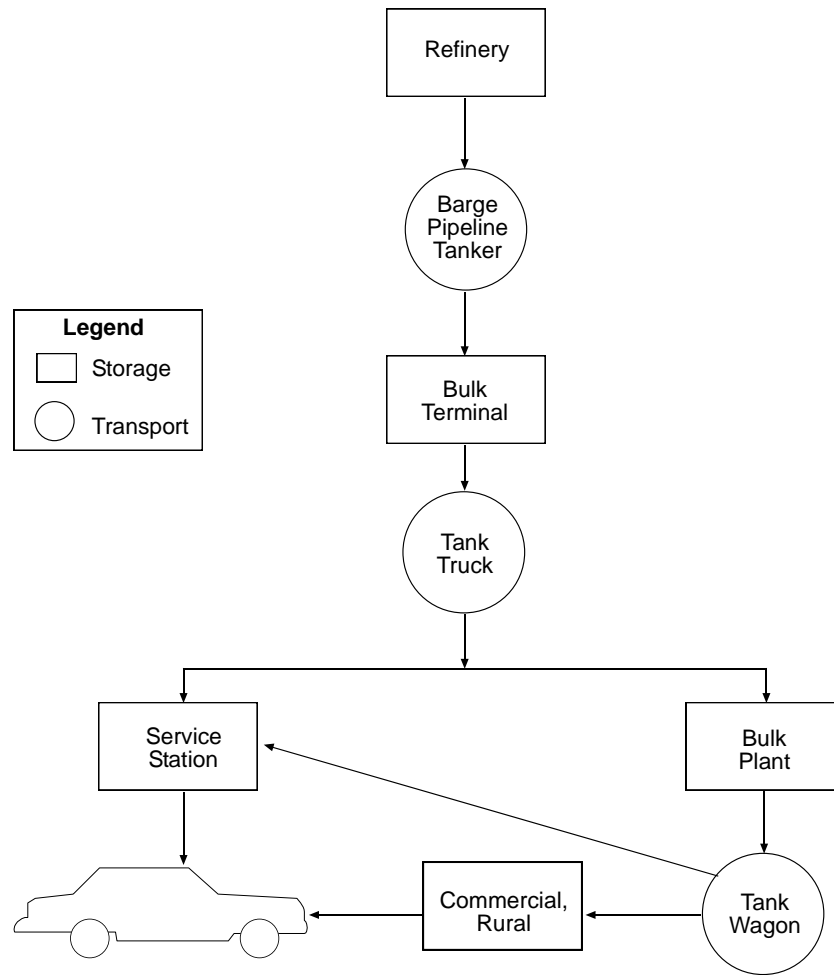 Refinery
Barge
Pipeline
Tanker
Legend
Storage
Transport
Bulk
Terminal
Tank
Truck
Service
Station
Bulk
Plant
Commercial,
Rural
Tank
Wagon